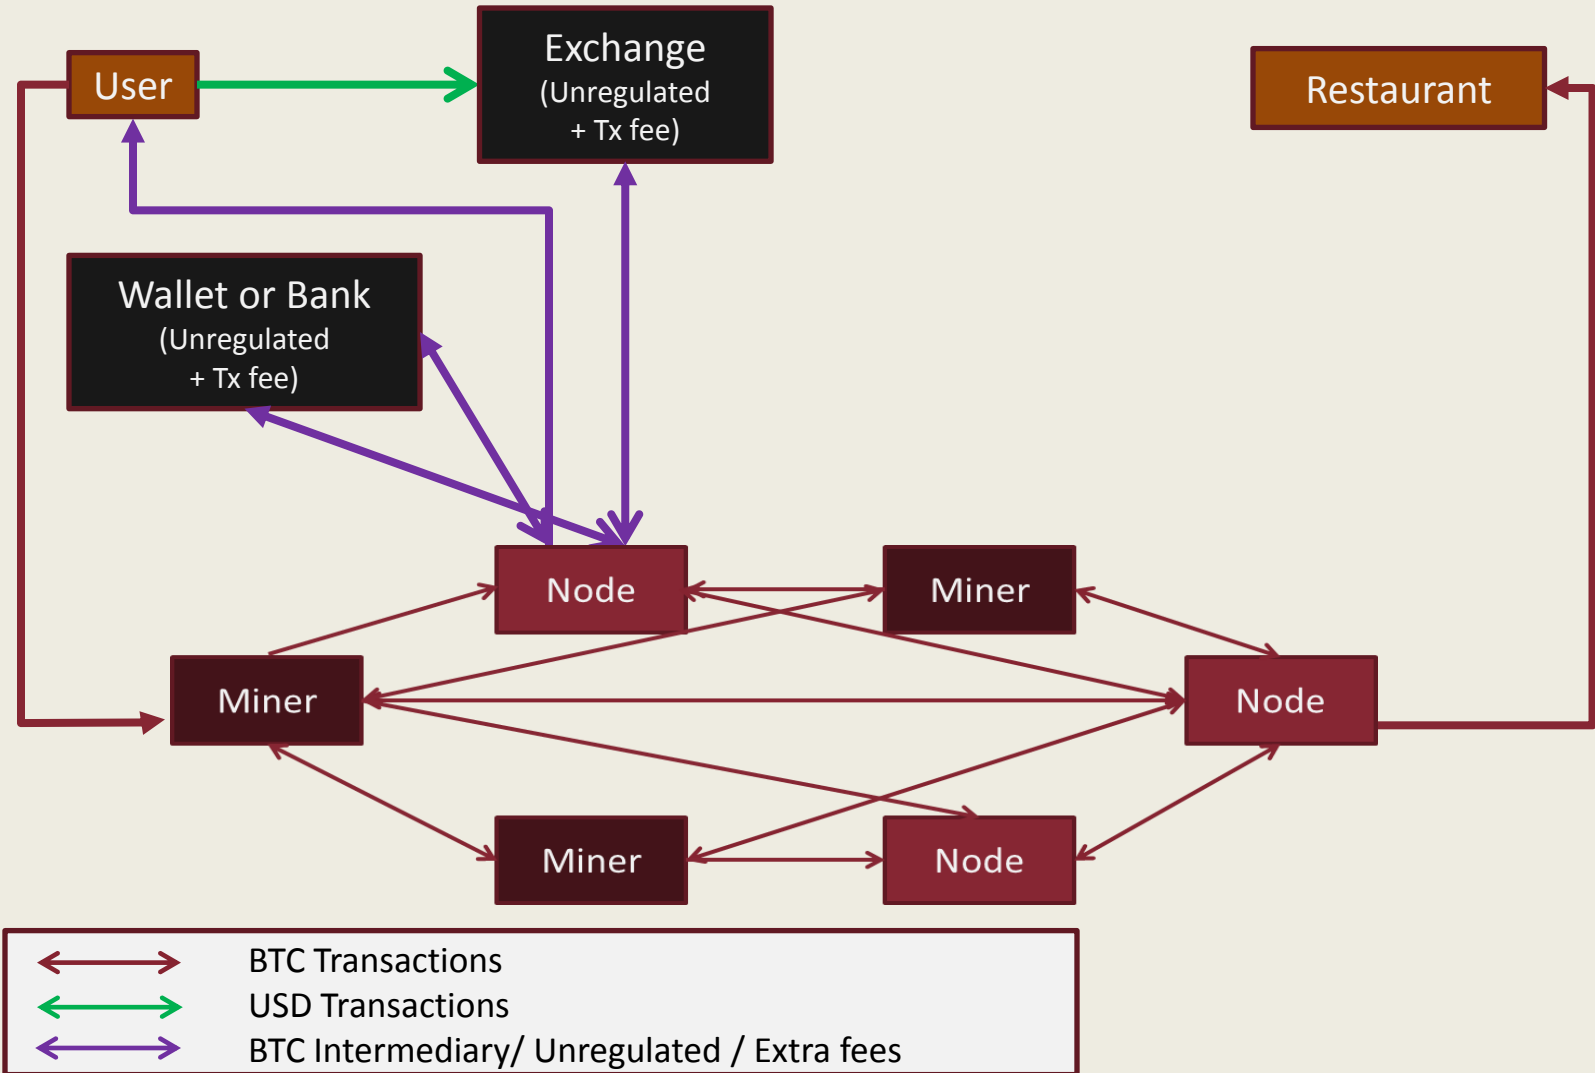 User
Exchange
(Unregulated
+ Tx fee)
Restaurant
Wallet or Bank
(Unregulated
+ Tx fee)
Node
Miner
Miner
Node
Miner
Node
BTC Transactions
USD Transactions
BTC Intermediary/ Unregulated / Extra fees